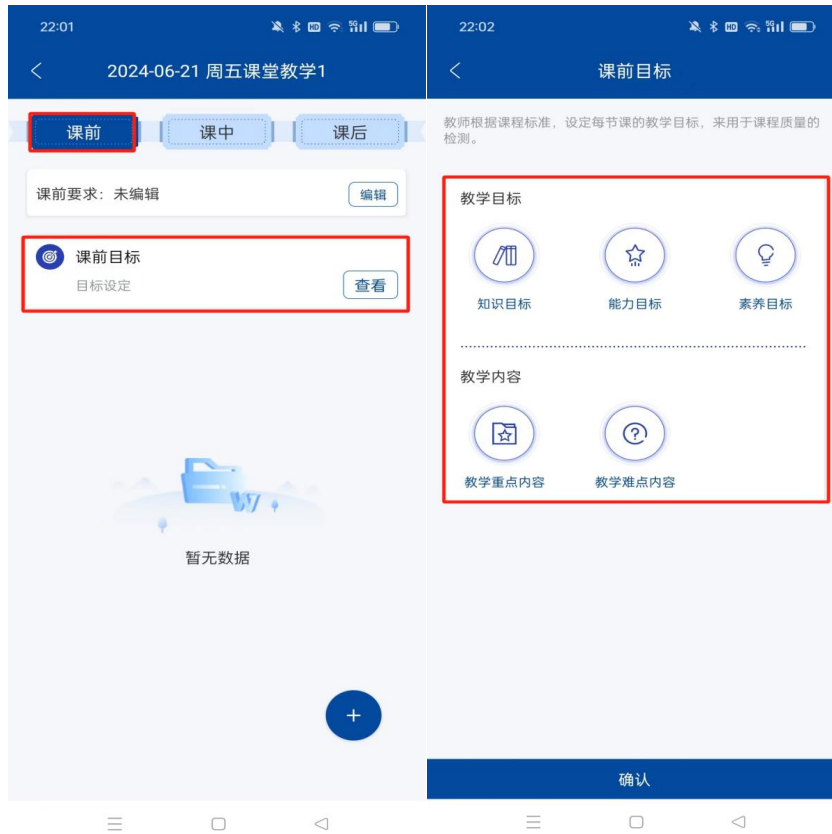 22:01
HD 5G
2024-06-21 周五课堂教学1
课前
课中
课后
课前要求：未编辑
编辑
课前目标
目标设定
查看
W
暂无数据
+
22:02
HD 5G
课前目标
教师根据课程标准，设定每节课的教学目标，来用于课程质量的
检测。
教学目标
知识目标
能力目标
素养目标
教学内容
教学重点内容
教学难点内容
确认